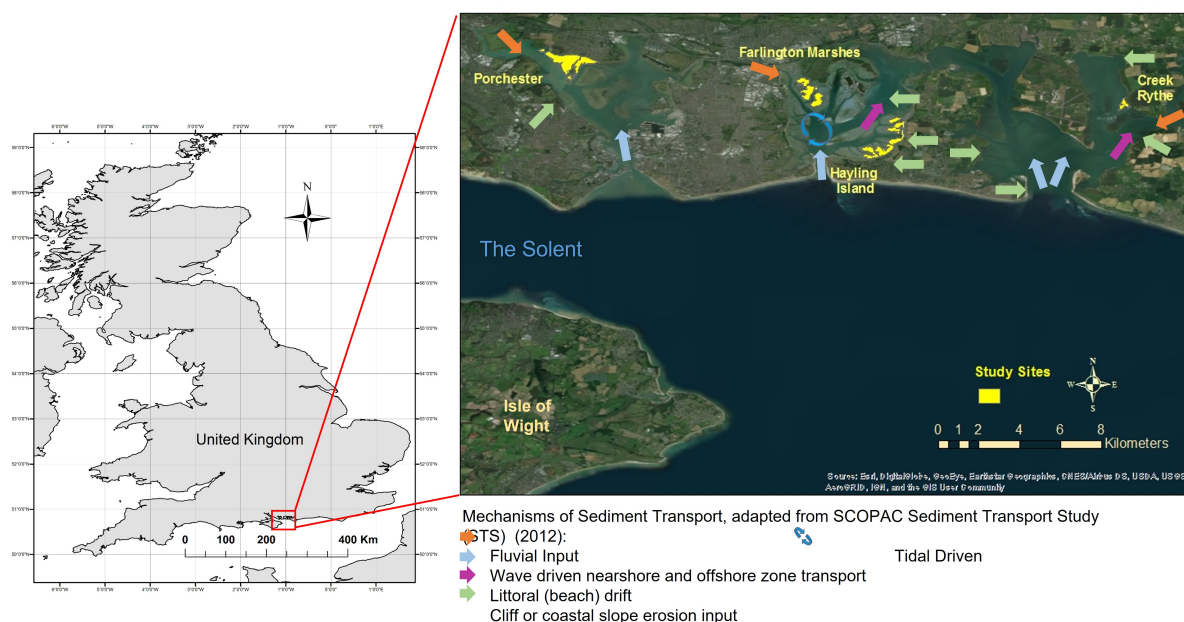 N
United Kingdom
0 100 200 400 Km
Porchester
Farlington Marshes
Creek
Rythe
Hayling
Island
The Solent
Isle of
Wight
Study Sites
N
W E
S
0 1 2 4 6 8
Kilometers
Source: Esri, DigitalGlobe, GeoEye, Earthstar Geographics, CNES/Airbus DS, USDA, USGS
AeroGRID, IGN, and the GIS User Community
Mechanisms of Sediment Transport, adapted from SCOPAC Sediment Transport Study
(STS) (2012):
Fluvial Input
Tidal Driven
Wave driven nearshore and offshore zone transport
Littoral (beach) drift
Cliff or coastal slope erosion input